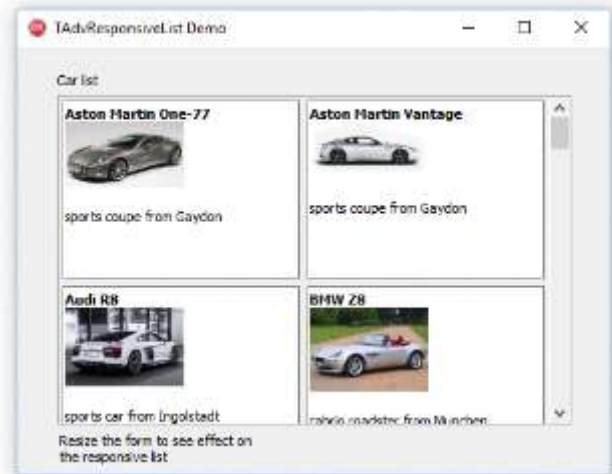 TAdvResponsiveList Demo
Car list
Aston Martin One-77
sports coupe from Gaydon
Aston Martin Vantage
sports coupe from Gaydon
Audi R8
sports car from Ingolstadt
BMW Z8
cabrio roadster from Munchen
Resize the form to see effect on
the responsive list